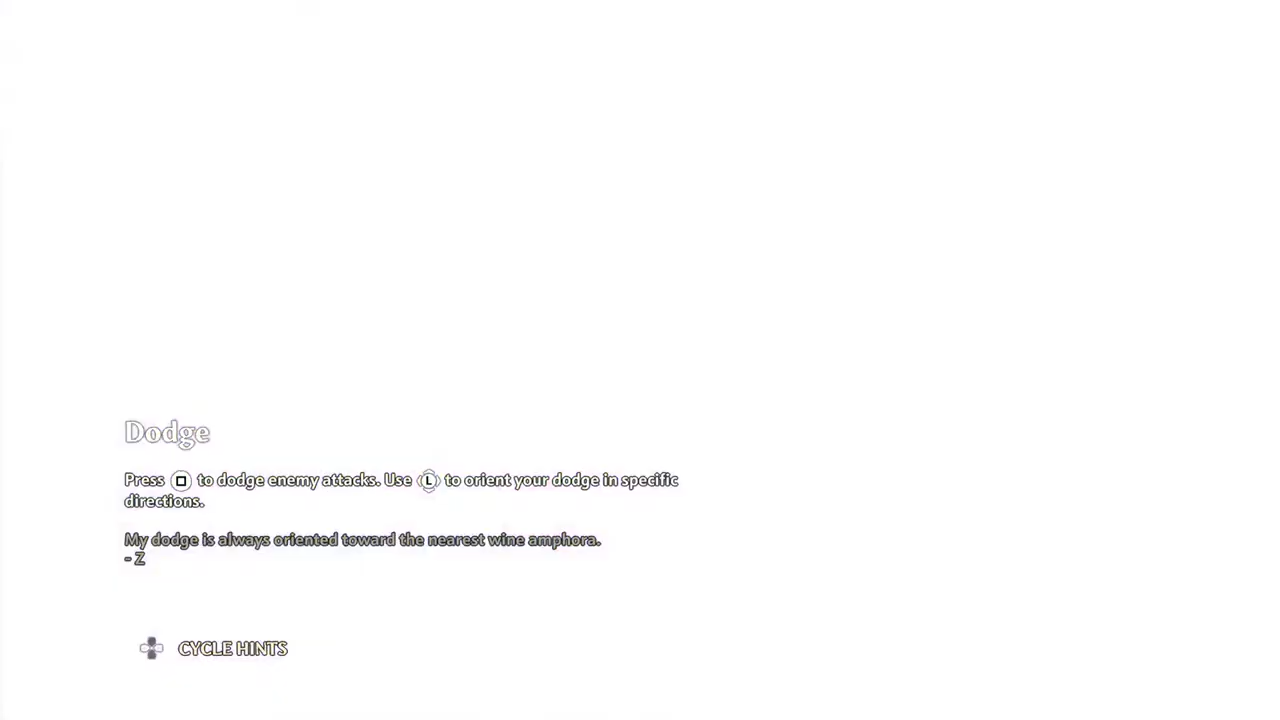 Dodge
Press to dodge enemy attacks. Use L to orient your dodge in specific
directions.
My dodge is always oriented toward the nearest wine amphora.
- Z
CYCLE HINTS